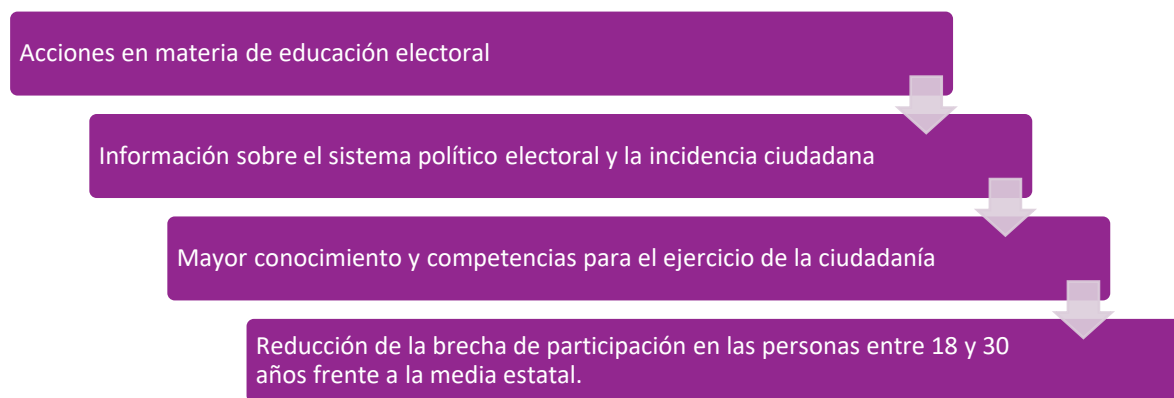 Acciones en materia de educación electoral
Información sobre el sistema político electoral y la incidencia ciudadana
Mayor conocimiento y competencias para el ejercicio de la ciudadanía
Reducción de la brecha de participación en las personas entre 18 y 30
años frente a la media estatal.